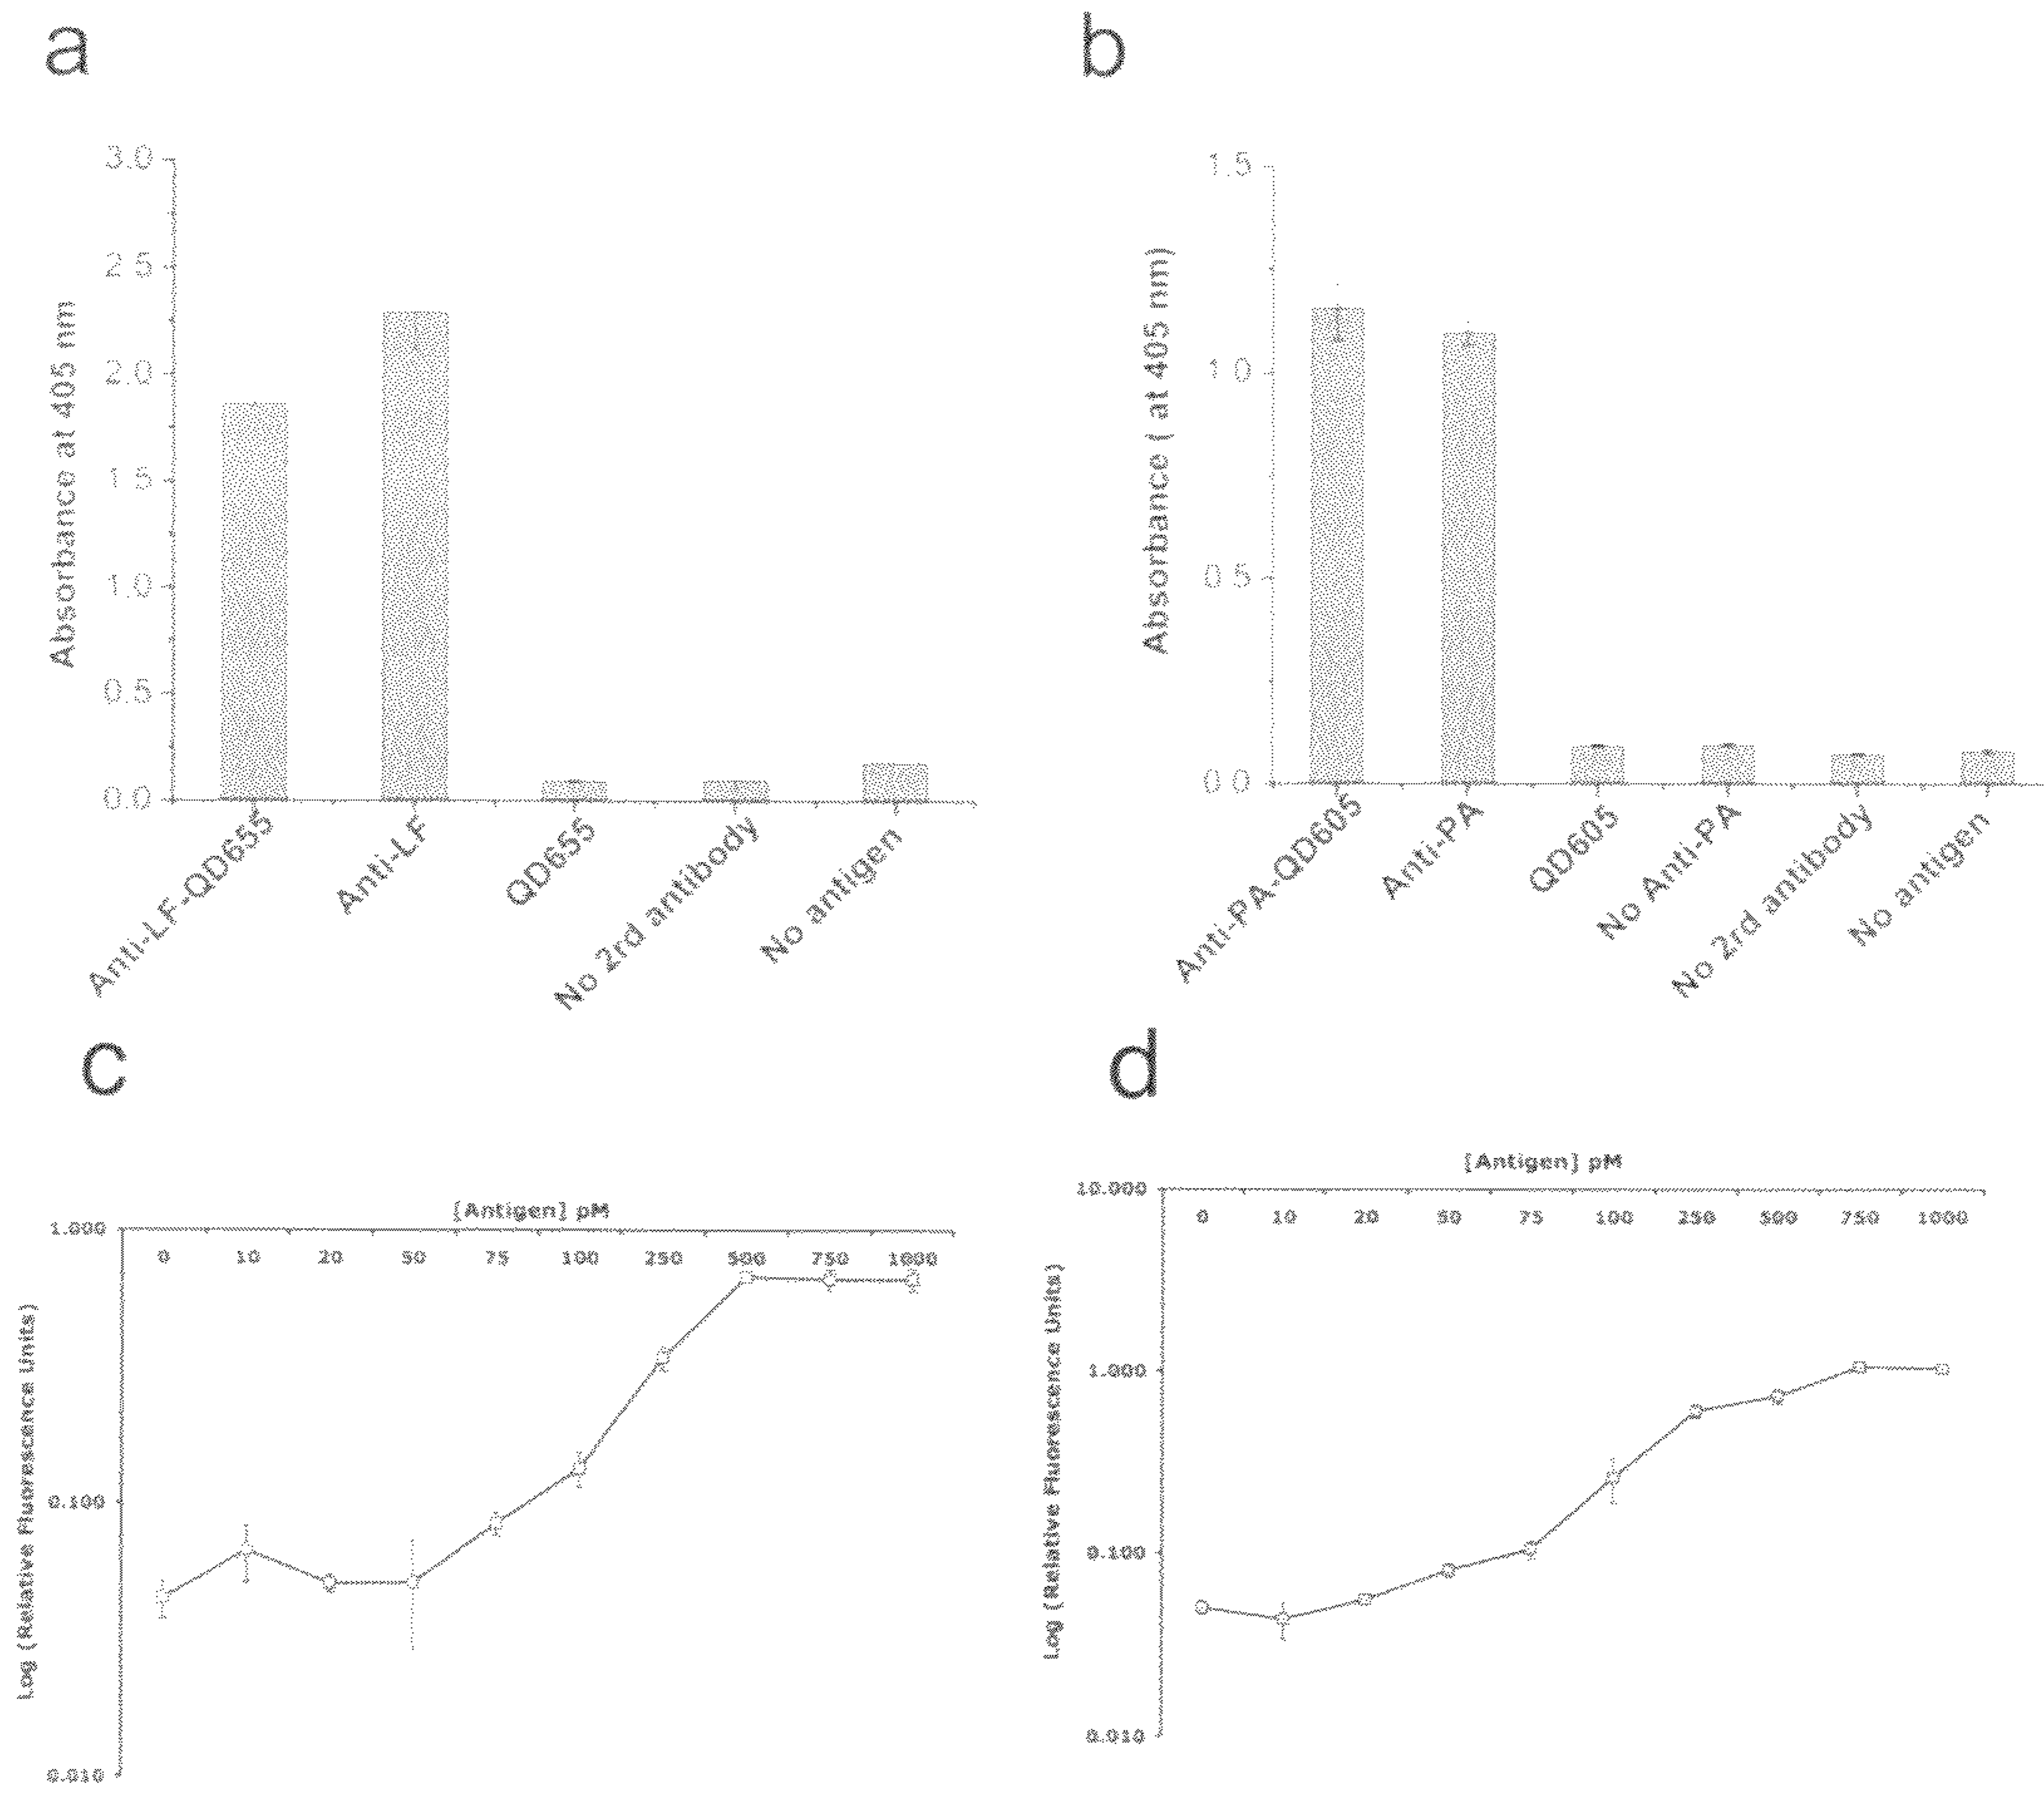 a
3.0
2 5
2.0
1 5
1.0
0.5
0.0
Absorbance at 405 nm
Anti-LF-QD655
Anti-LF
QD655
No 2rd antibody
No antigen
b
1.5
1 0
0 5
0 0
Absorbance ( at 405 nm)
Anti-PA-QD605
Anti-PA
QD605
No Anti-PA
No 2rd antibody
No antigen
c
[Antigen] pM
1.000
0 10 20 50 75 100 250 500 750 1000
0.100
0.010
Log (Relative Fluorescence Units)
d
[Antigen] pM
10.000
0 10 20 50 75 100 250 500 750 1000
1.000
0.100
0.010
Log (Relative Fluorescence Units)